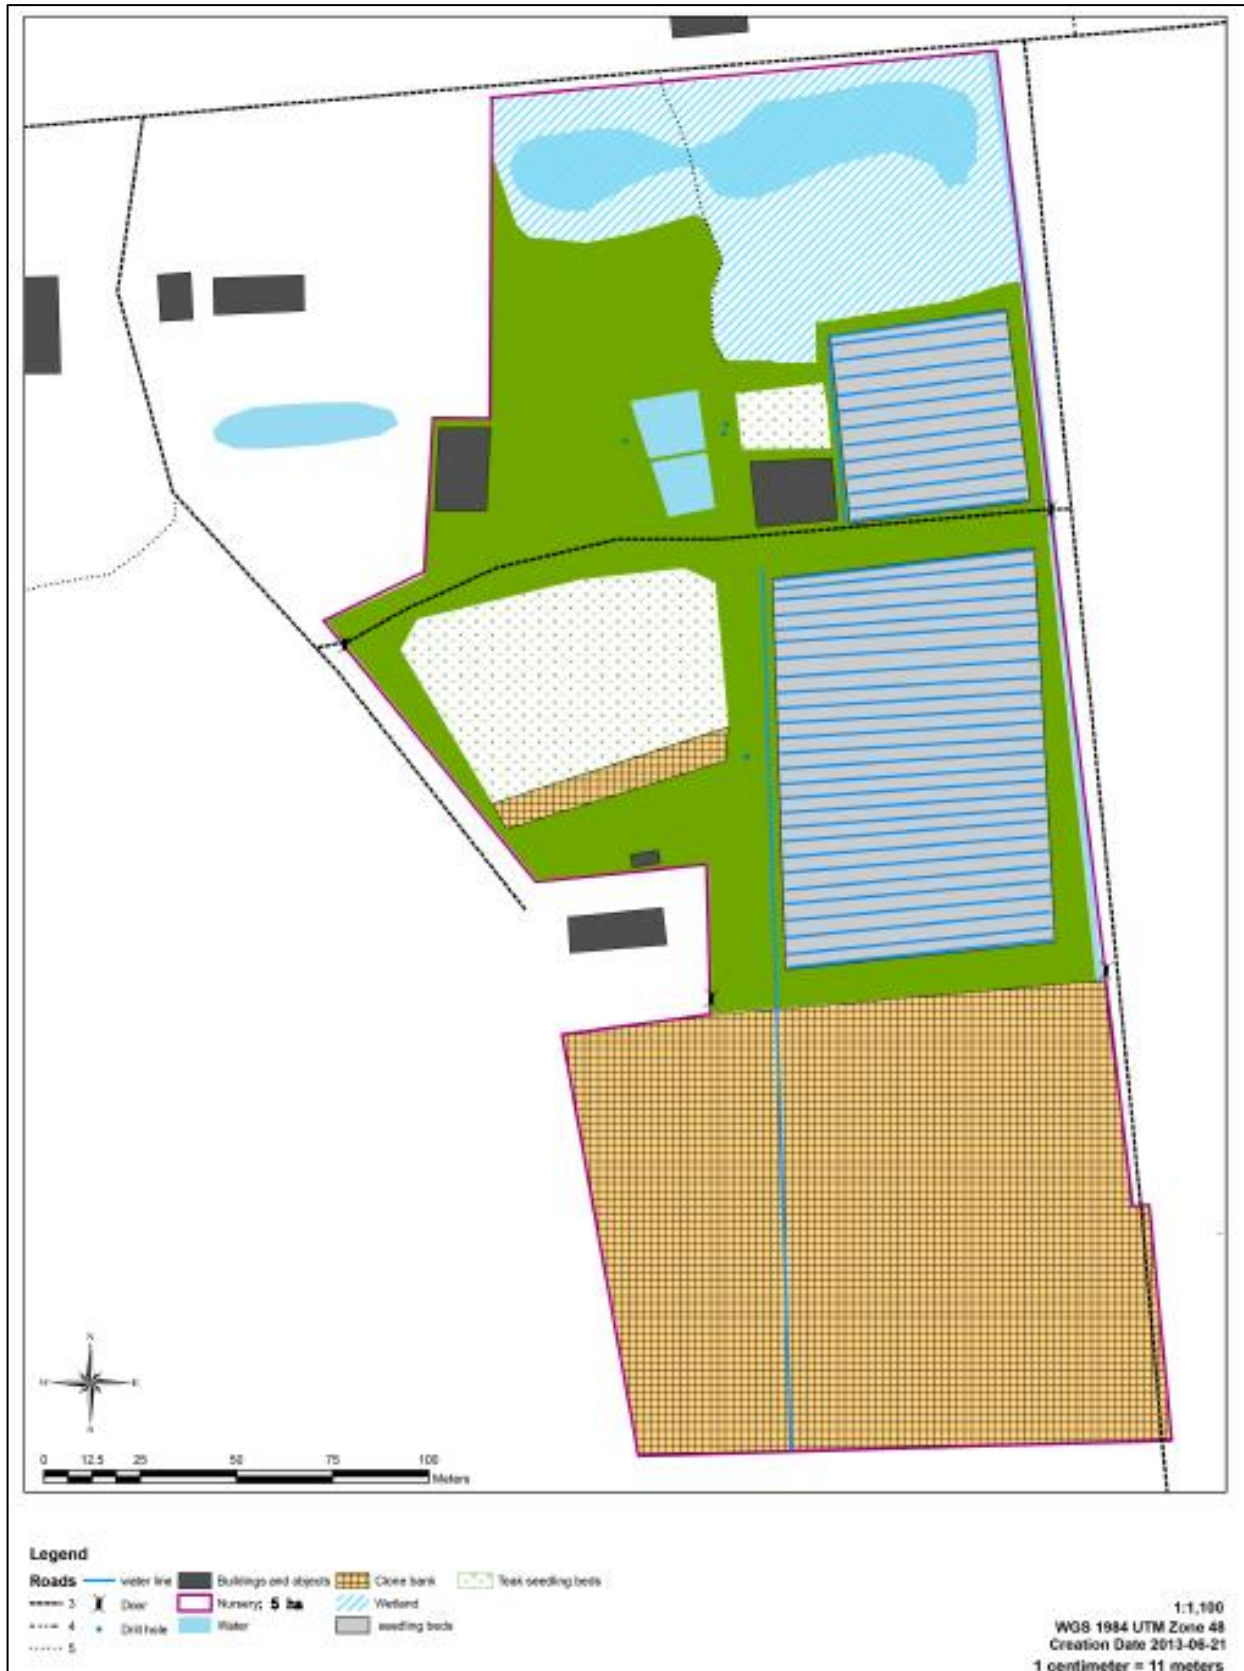 N
W E
S
0 12.5 25 50 75 100
Meters
Legend
Roads water line Buildings and objects Clone bank Teak seedling beds
3 Door Nursery: 5 ha Wetland
4 Drill hole Water seedling beds
5
1:1,100
WGS 1984 UTM Zone 48
Creation Date 2013-06-21
1 centimeter = 11 meters